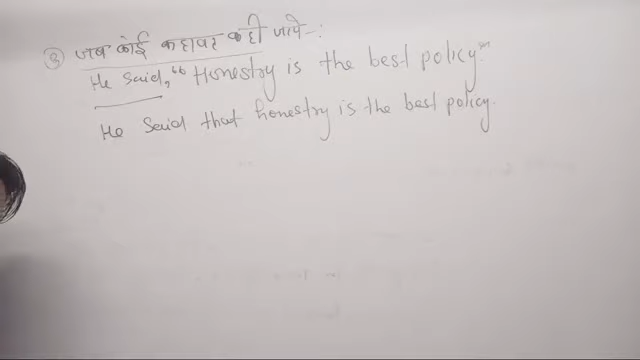 ③ जब कोई कहावत कही जाये-:
He Said, "Honestry is the best policy."
He Said that honestry is the best policy.